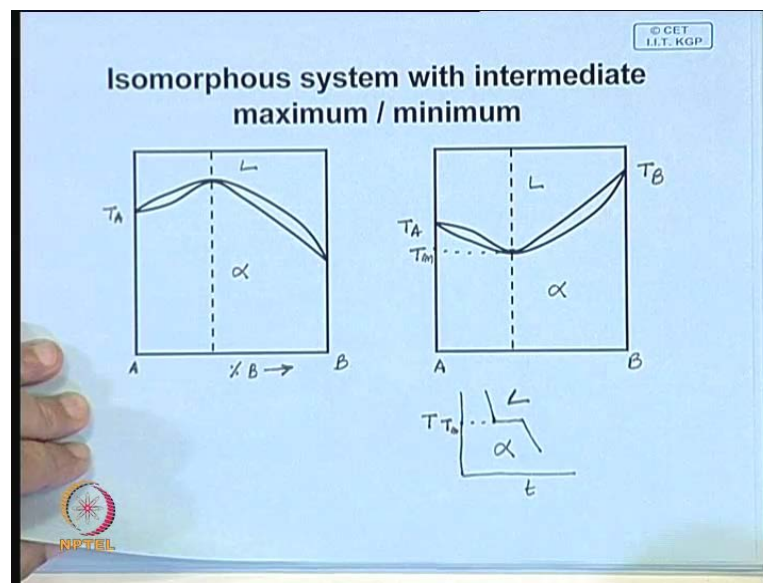 © CET
I.I.T. KGP
Isomorphous system with intermediate
maximum / minimum
L
T_A
α
A
% B →
B
L
T_B
T_A
T_m
α
A
B
T
T_m
L
α
t
NPTEL